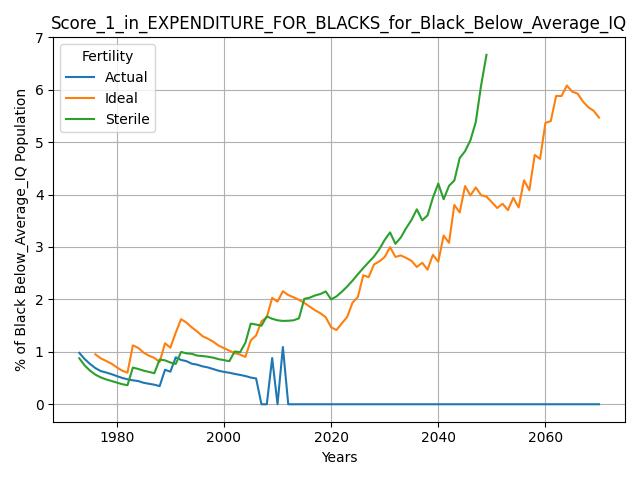 Score_1_in_EXPENDITURE_FOR_BLACKS_for_Black_Below_Average_IQ
% of Black Below_Average_IQ Population
7
6
5
4
3
2
1
0
Fertility
Actual
Ideal
Sterile
1980
2000
2020
2040
2060
Years